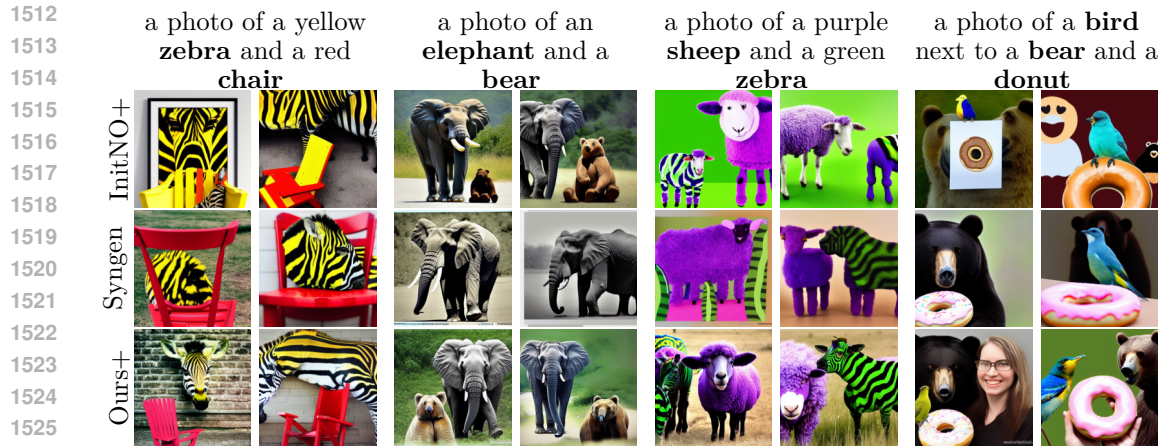 1512
1513
1514
1515
1516
1517
1518
1519
1520
1521
1522
1523
1524
1525
a photo of a yellow
zebra and a red
chair
a photo of an
elephant and a
bear
a photo of a purple
sheep and a green
zebra
a photo of a bird
next to a bear and a
donut
InitNO+
Syngen
Ours+